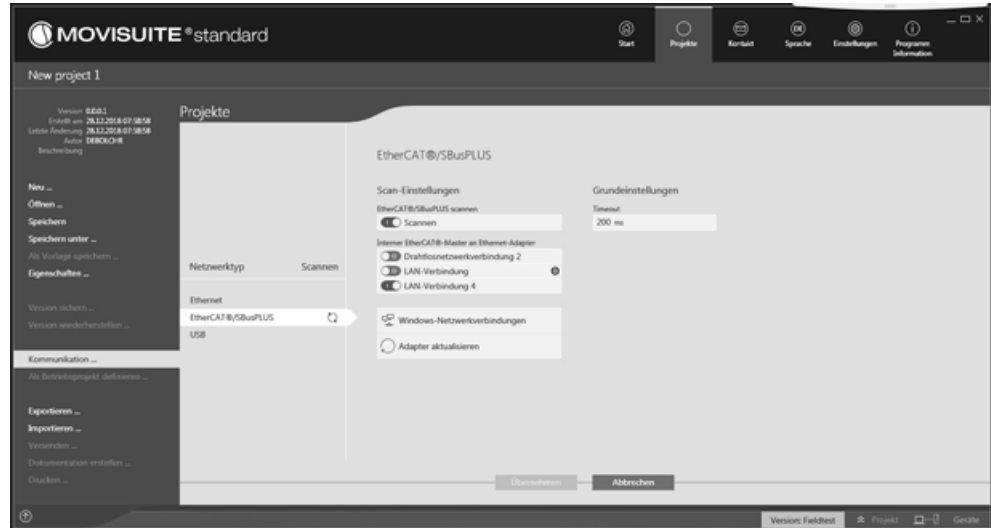 MOVISUITE® standard
Start
Projekte
Kontakt
Sprache
Einstellungen
Programm
Information
DE
New project 1
Version 0.0.0.1
Erstellt am 28.12.2018 07:58:58
Letzte Änderung 28.12.2018 07:58:58
Autor DEBOLCHR
Beschreibung
Neu ...
Öffnen ...
Speichern
Speichern unter ...
Als Vorlage speichern ...
Eigenschaften ...
Version sichern ...
Version wiederherstellen ...
Kommunikation ...
Als Betriebsprojekt definieren ...
Exportieren ...
Importieren ...
Versenden ...
Dokumentation erstellen ...
Drucken ...
Projekte
Netzwerktyp Scannen
Ethernet
EtherCAT®/SBusPLUS
USB
EtherCAT®/SBusPLUS
Scan-Einstellungen
EtherCAT®/SBusPLUS scannen
Scannen
Interner EtherCAT®-Master an Ethernet-Adapter
Drahtlosnetzwerkverbindung 2
LAN-Verbindung
LAN-Verbindung 4
Windows-Netzwerkverbindungen
Adapter aktualisieren
Grundeinstellungen
Timeout
200 ms
Übernehmen
Abbrechen
Version: Fieldtest
Projekt
Geräte